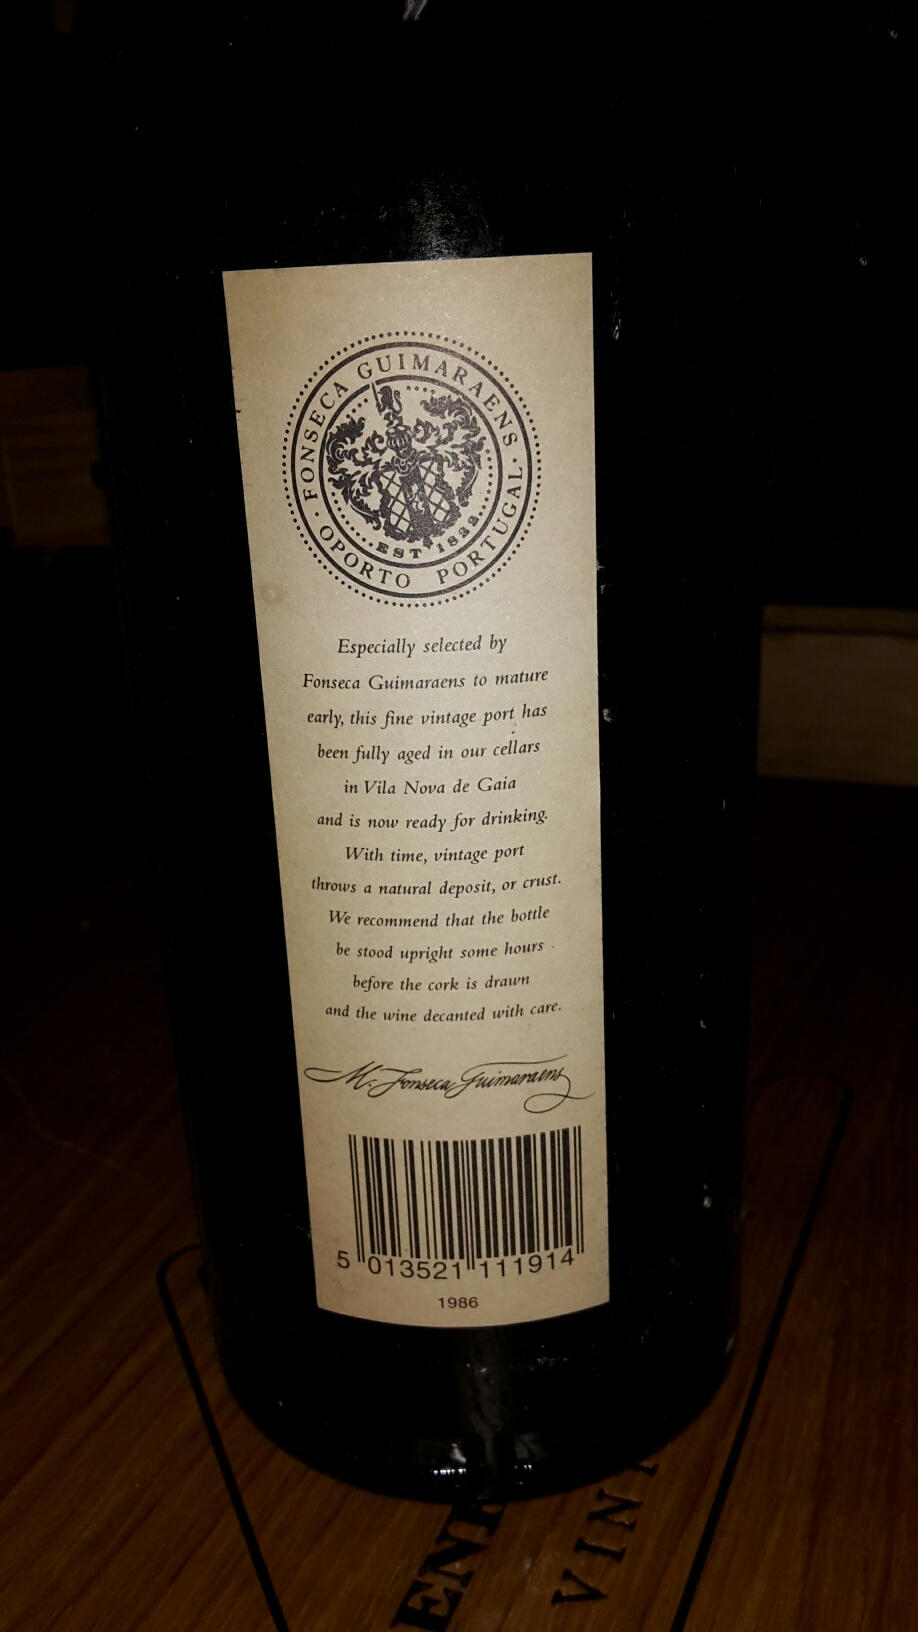 FONSECA GUIMARAENS
· OPORTO PORTUGAL ·
EST 1822
Especially selected by
Fonseca Guimaraens to mature
early, this fine vintage port has
been fully aged in our cellars
in Vila Nova de Gaia
and is now ready for drinking.
With time, vintage port
throws a natural deposit, or crust.
We recommend that the bottle
be stood upright some hours
before the cork is drawn
and the wine decanted with care.
M. Fonseca Guimaraens
5 013521 111914
1986
VIN